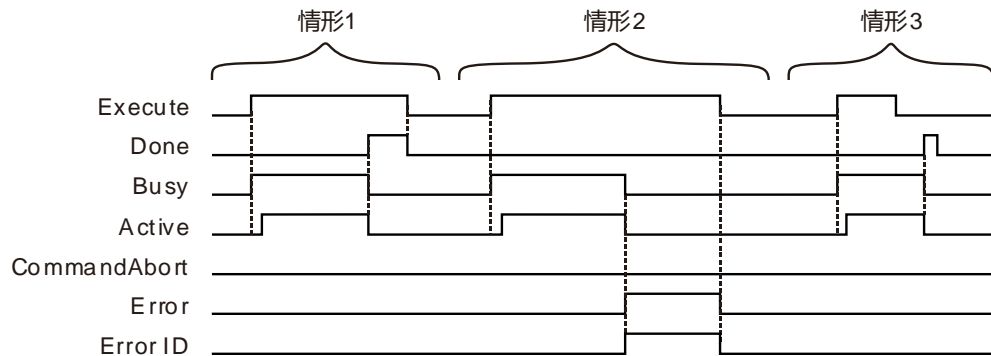 情形1 情形2 情形3
Execute
Done
Busy
Active
CommandAbort
Error
Error ID